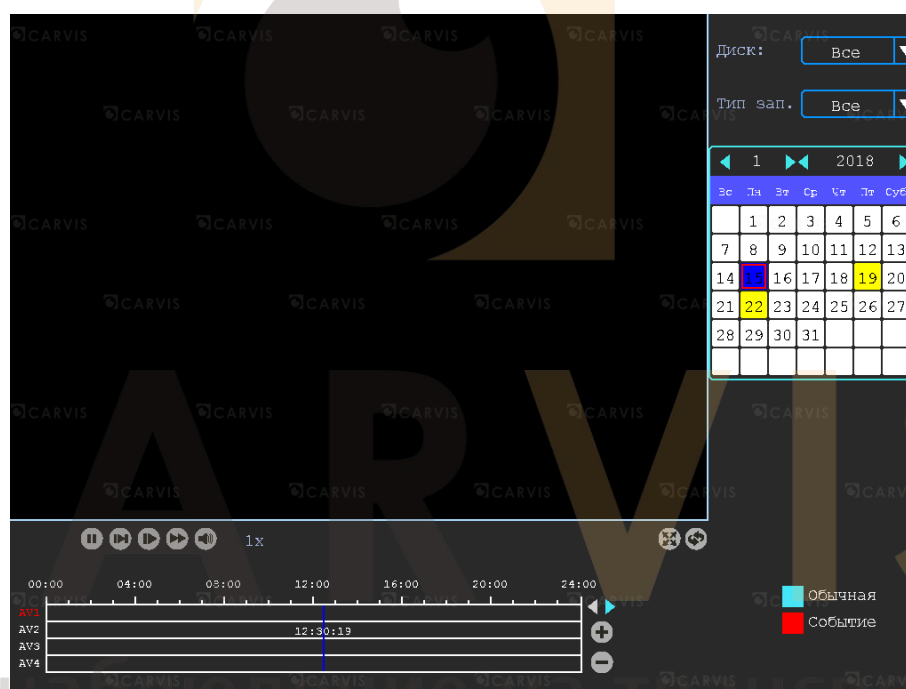 Диск: Все
Тип зап. Все
1 2018
Вс Пн Вт Ср Чт Пт Суб
1 2 3 4 5 6
7 8 9 10 11 12 13
14 15 16 17 18 19 20
21 22 23 24 25 26 27
28 29 30 31
1x
00:00 04:00 08:00 12:00 16:00 20:00 24:00
AV1
AV2 12:30:19
AV3
AV4
Обычная
Событие
CARVIS